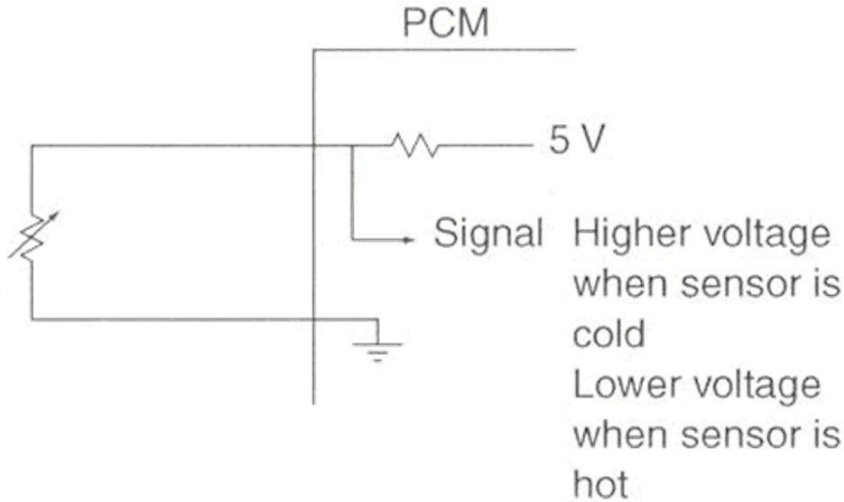 PCM
5 V
Signal Higher voltage
when sensor is
cold
Lower voltage
when sensor is
hot